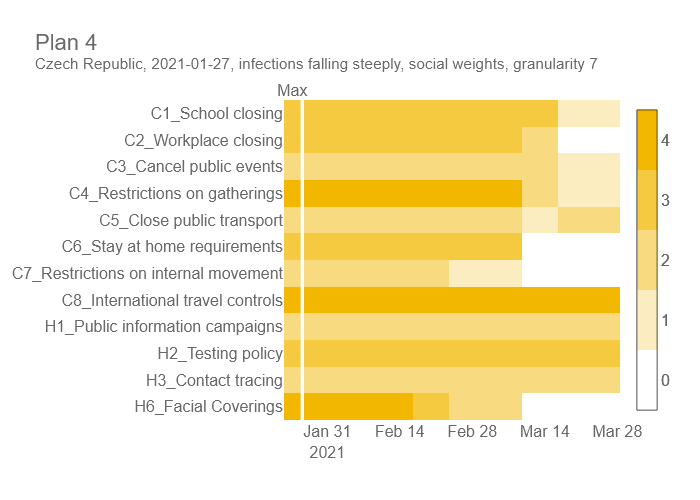 Plan 4
Czech Republic, 2021-01-27, infections falling steeply, social weights, granularity 7
Max
C1_School closing
C2_Workplace closing
C3_Cancel public events
C4_Restrictions on gatherings
C5_Close public transport
C6_Stay at home requirements
C7_Restrictions on internal movement
C8_International travel controls
H1_Public information campaigns
H2_Testing policy
H3_Contact tracing
H6_Facial Coverings
Jan 31 Feb 14 Feb 28 Mar 14 Mar 28
2021
4
3
2
1
0